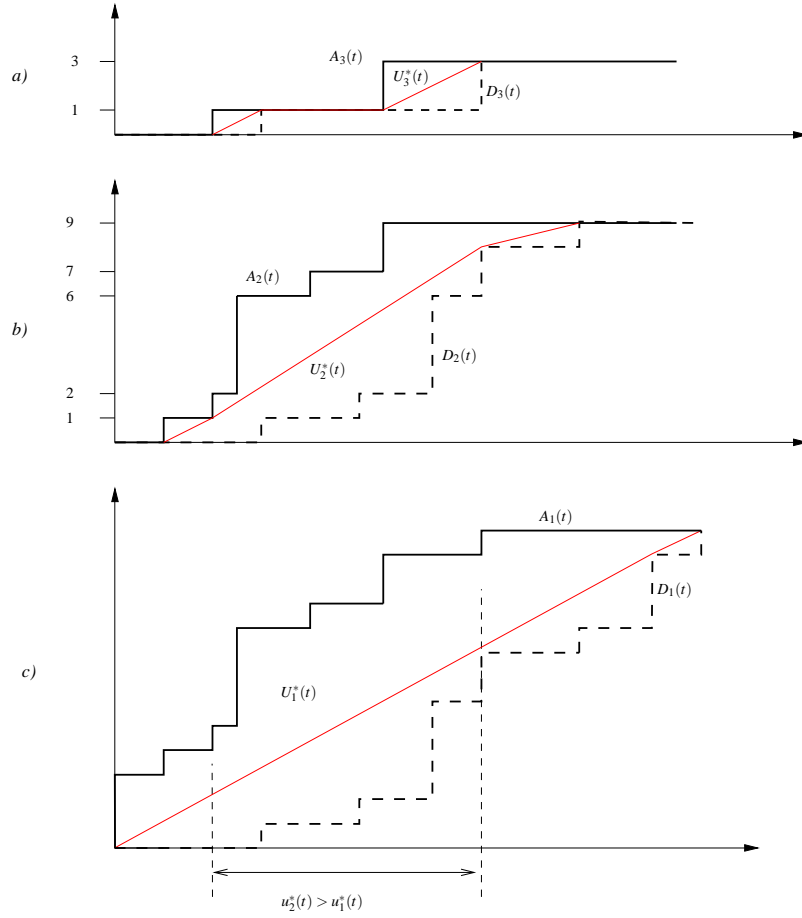 a)
3
1
A₃(t)
U₃*(t)
D₃(t)
b)
9
7
6
2
1
A₂(t)
U₂*(t)
D₂(t)
c)
A₁(t)
D₁(t)
U₁*(t)
u₂*(t) > u₁*(t)